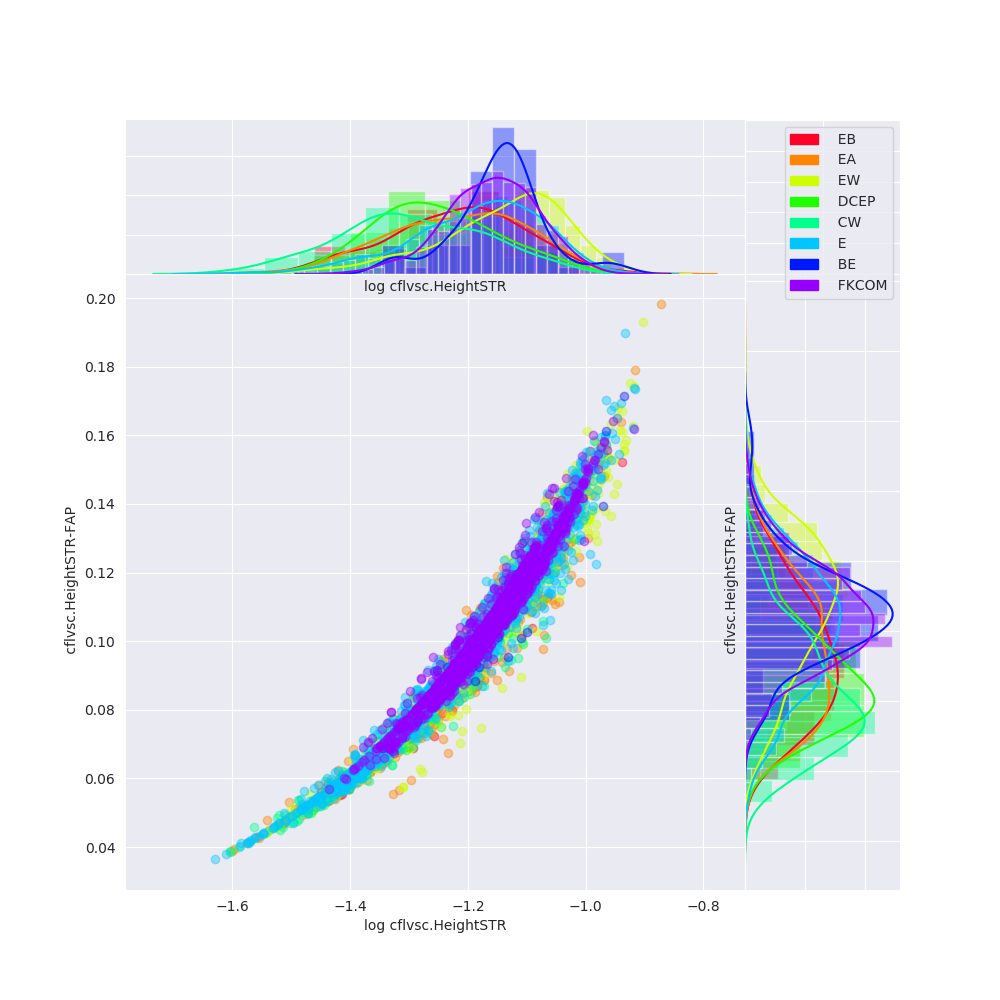 EB
EA
EW
DCEP
CW
E
BE
FKCOM
log cflvsc.HeightSTR
0.20
0.18
0.16
0.14
0.12
0.10
0.08
0.06
0.04
cflvsc.HeightSTR-FAP
cflvsc.HeightSTR-FAP
−1.6
−1.4
−1.2
−1.0
−0.8
log cflvsc.HeightSTR